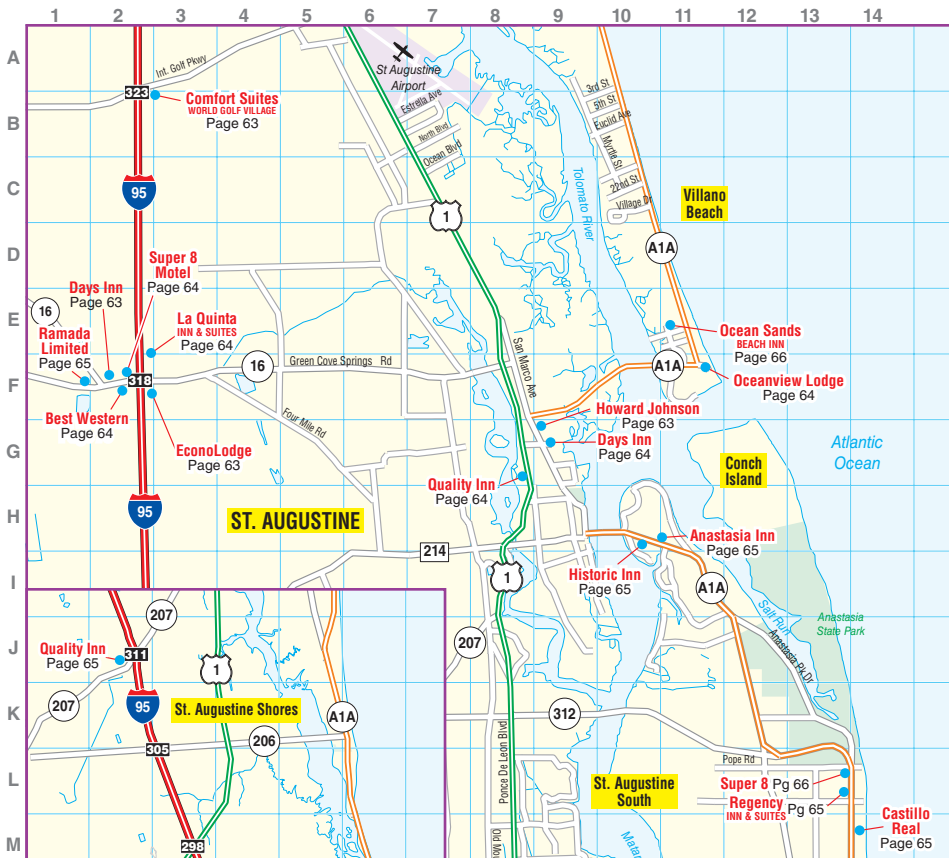 1 2 3 4 5 6 7 8 9 10 11 12 13 14
A
B
C
D
E
F
G
H
I
J
K
L
M
Int. Golf Pkwy
323
Comfort Suites
WORLD GOLF VILLAGE
Page 63
St Augustine
Airport
Estrella Ave
North Blvd
Ocean Blvd
3rd St
5th St
Euclid Ave
Myrtle St
22nd St
Village Dr
Tolomato River
Villano
Beach
95
1
A1A
Super 8
Motel
Page 64
Days Inn
Page 63
16
Ramada
Limited
Page 65
La Quinta
INN & SUITES
Page 64
318
16
Green Cove Springs Rd
San Marco Ave
Ocean Sands
BEACH INN
Page 66
A1A
Oceanview Lodge
Page 64
Best Western
Page 64
EconoLodge
Page 63
Four Mile Rd
Howard Johnson
Page 63
Days Inn
Page 64
Quality Inn
Page 64
Conch
Island
Atlantic
Ocean
95
ST. AUGUSTINE
214
Anastasia Inn
Page 65
Historic Inn
Page 65
1
A1A
Salt Run
Anastasia
State Park
Anastasia Pk Dr
207
Quality Inn
Page 65
311
1
207
207
95
St. Augustine Shores
A1A
312
305
206
Ponce De Leon Blvd
Pope Rd
St. Augustine
South
Super 8 Pg 66
Regency
INN & SUITES
Pg 65
Castillo
Real
Page 65
298
Old Mou
Matan